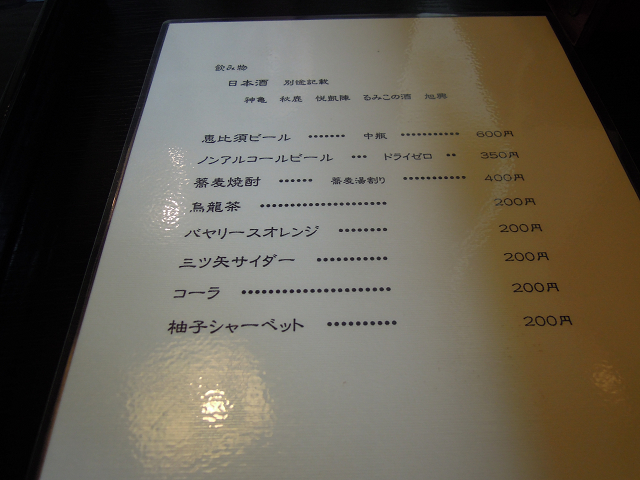 飲み物
日本酒 別途記載
神亀 秋鹿 悦凱陣 るみこの酒 旭興
恵比須ビール ······· 中瓶 ··········· 600円
ノンアルコールビール ··· ドライゼロ ·· 350円
蕎麦焼酎 ······ 蕎麦湯割り ··········· 400円
烏龍茶 ······················ 200円
バヤリースオレンジ ········ 200円
三ツ矢サイダー ············ 200円
コーラ ························ 200円
柚子シャーベット ··········· 200円